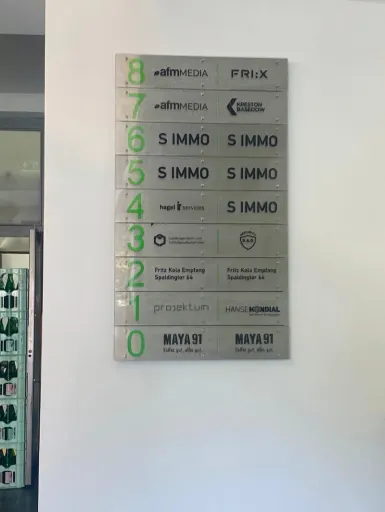 8 afmMEDIA FRI:X
7 afmMEDIA KRESTON BANSBACH
6 S IMMO S IMMO
5 S IMMO S IMMO
4 hagel it services S IMMO
3
2 Fritz Kola Empfang Fritz Kola Empfang
Spaldingstr 64 Spaldingstr 64
1 projektum HANSEMONDIAL
0 MAYA 91 MAYA 91